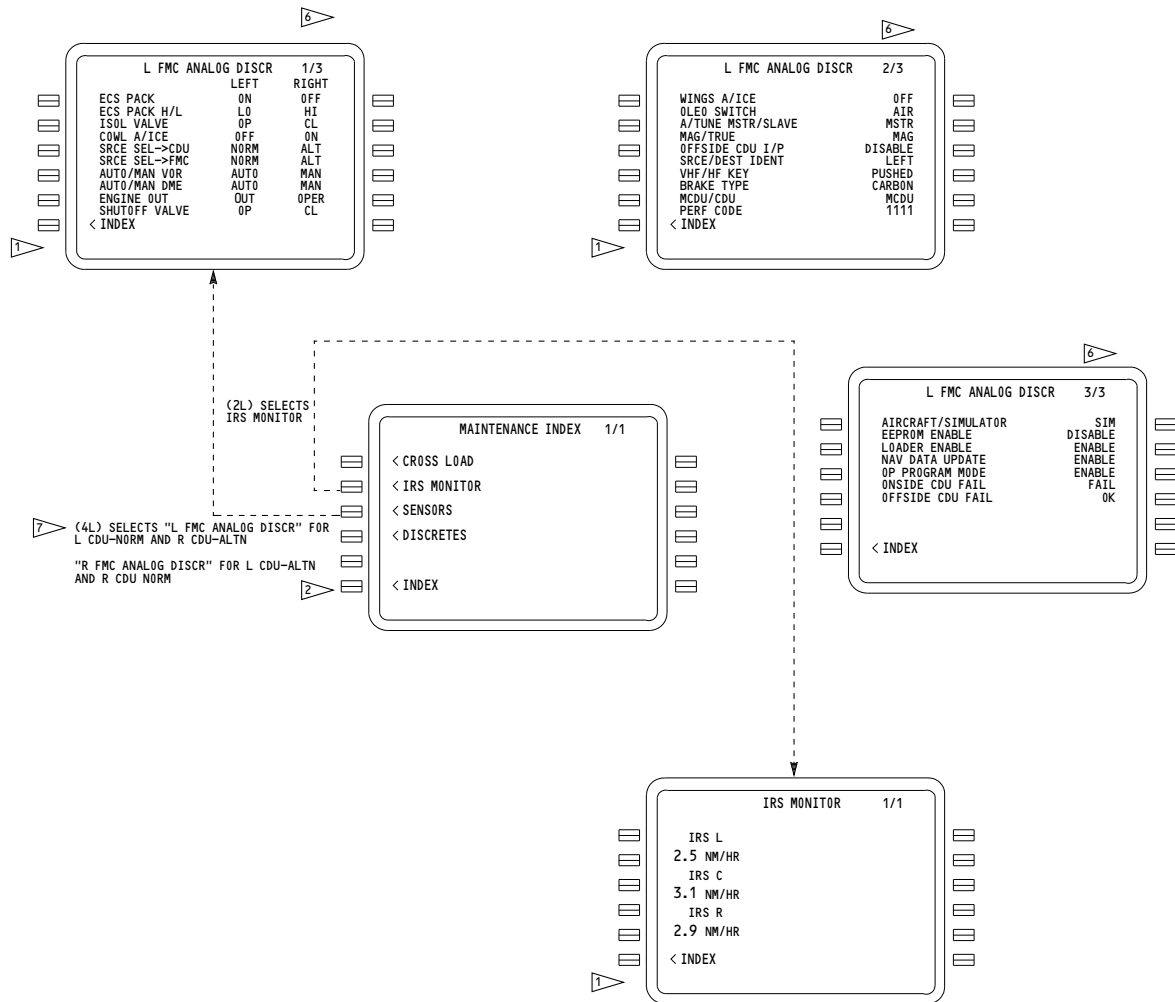 6
L FMC ANALOG DISCR 1/3
LEFT RIGHT
ECS PACK ON OFF
ECS PACK H/L LO HI
ISOL VALVE OP CL
COWL A/ICE OFF ON
SRCE SEL->CDU NORM ALT
SRCE SEL->FMC NORM ALT
AUTO/MAN VOR AUTO MAN
AUTO/MAN DME AUTO MAN
ENGINE OUT OUT OPER
SHUTOFF VALVE OP CL
< INDEX
1
6
L FMC ANALOG DISCR 2/3
WINGS A/ICE OFF
OLEO SWITCH AIR
A/TUNE MSTR/SLAVE MSTR
MAG/TRUE MAG
OFFSIDE CDU I/P DISABLE
SRCE/DEST IDENT LEFT
VHF/HF KEY PUSHED
BRAKE TYPE CARBON
MCDU/CDU MCDU
PERF CODE 1111
< INDEX
1
6
L FMC ANALOG DISCR 3/3
AIRCRAFT/SIMULATOR SIM
EEPROM ENABLE DISABLE
LOADER ENABLE ENABLE
NAV DATA UPDATE ENABLE
OP PROGRAM MODE ENABLE
ONSIDE CDU FAIL FAIL
OFFSIDE CDU FAIL OK
< INDEX
(2L) SELECTS
IRS MONITOR
MAINTENANCE INDEX 1/1
< CROSS LOAD
< IRS MONITOR
< SENSORS
< DISCRETES
< INDEX
7
(4L) SELECTS "L FMC ANALOG DISCR" FOR
L CDU-NORM AND R CDU-ALTN
"R FMC ANALOG DISCR" FOR L CDU-ALTN
AND R CDU NORM
2
IRS MONITOR 1/1
IRS L
2.5 NM/HR
IRS C
3.1 NM/HR
IRS R
2.9 NM/HR
< INDEX
1